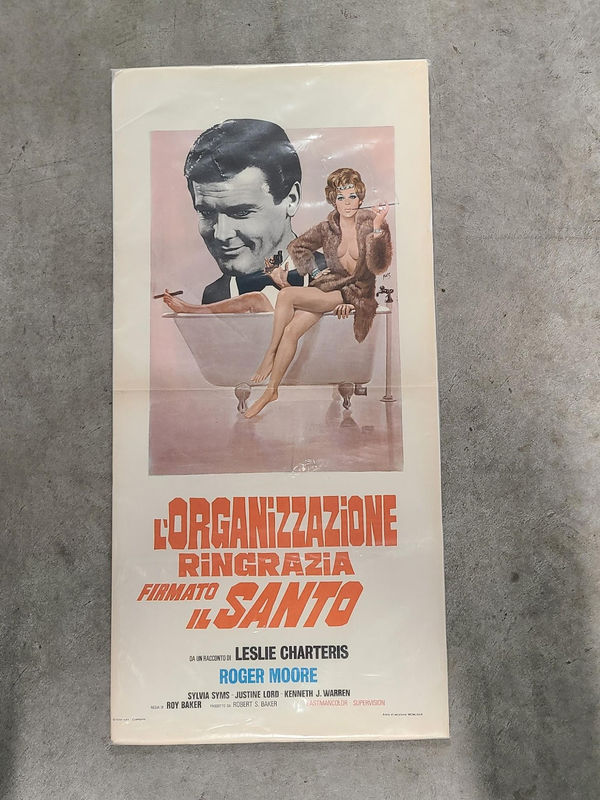 L'ORGANIZZAZIONE
RINGRAZIA
FIRMATO
IL SANTO
DA UN RACCONTO DI LESLIE CHARTERIS
ROGER MOORE
SYLVIA SYMS · JUSTINE LORD · KENNETH J. WARREN
REGIA DI ROY BAKER PRODOTTO DA ROBERT S. BAKER EASTMANCOLOR · SUPERVISION